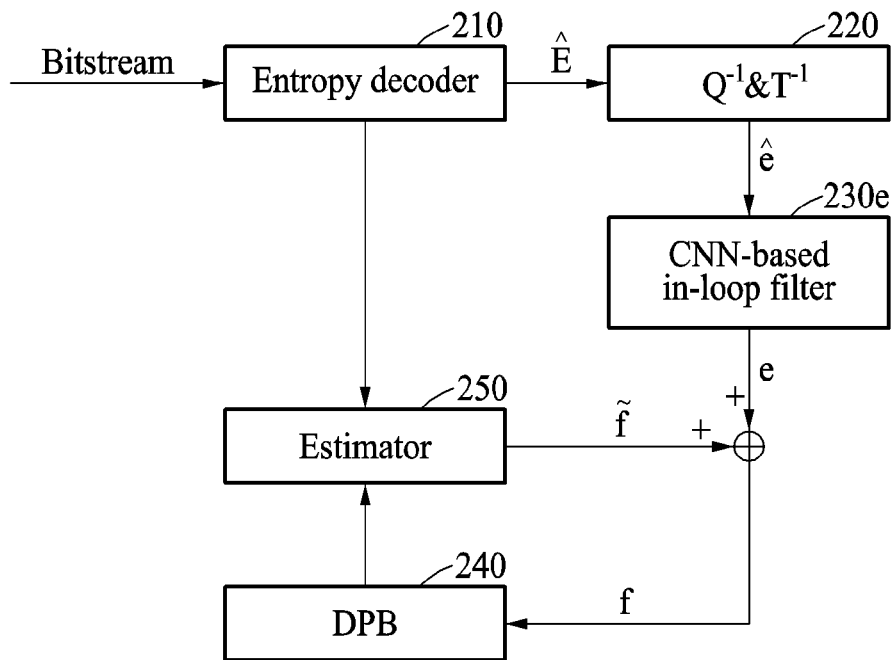 210
220
Bitstream
Entropy decoder
Ê
Q⁻¹&T⁻¹
ê
230e
CNN-based
in-loop filter
e
+
250
Estimator
f̃
+
240
DPB
f